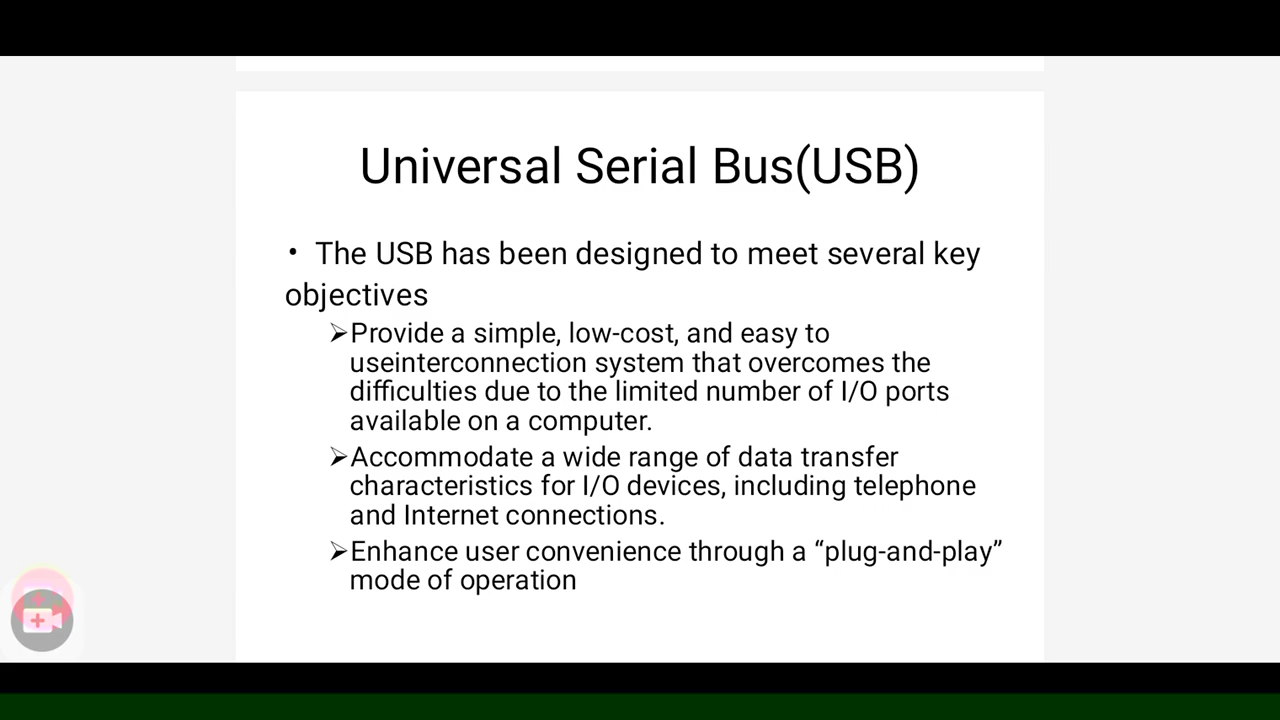 Universal Serial Bus(USB)
• The USB has been designed to meet several key
objectives
➢Provide a simple, low-cost, and easy to
useinterconnection system that overcomes the
difficulties due to the limited number of I/O ports
available on a computer.
➢Accommodate a wide range of data transfer
characteristics for I/O devices, including telephone
and Internet connections.
➢Enhance user convenience through a “plug-and-play”
mode of operation